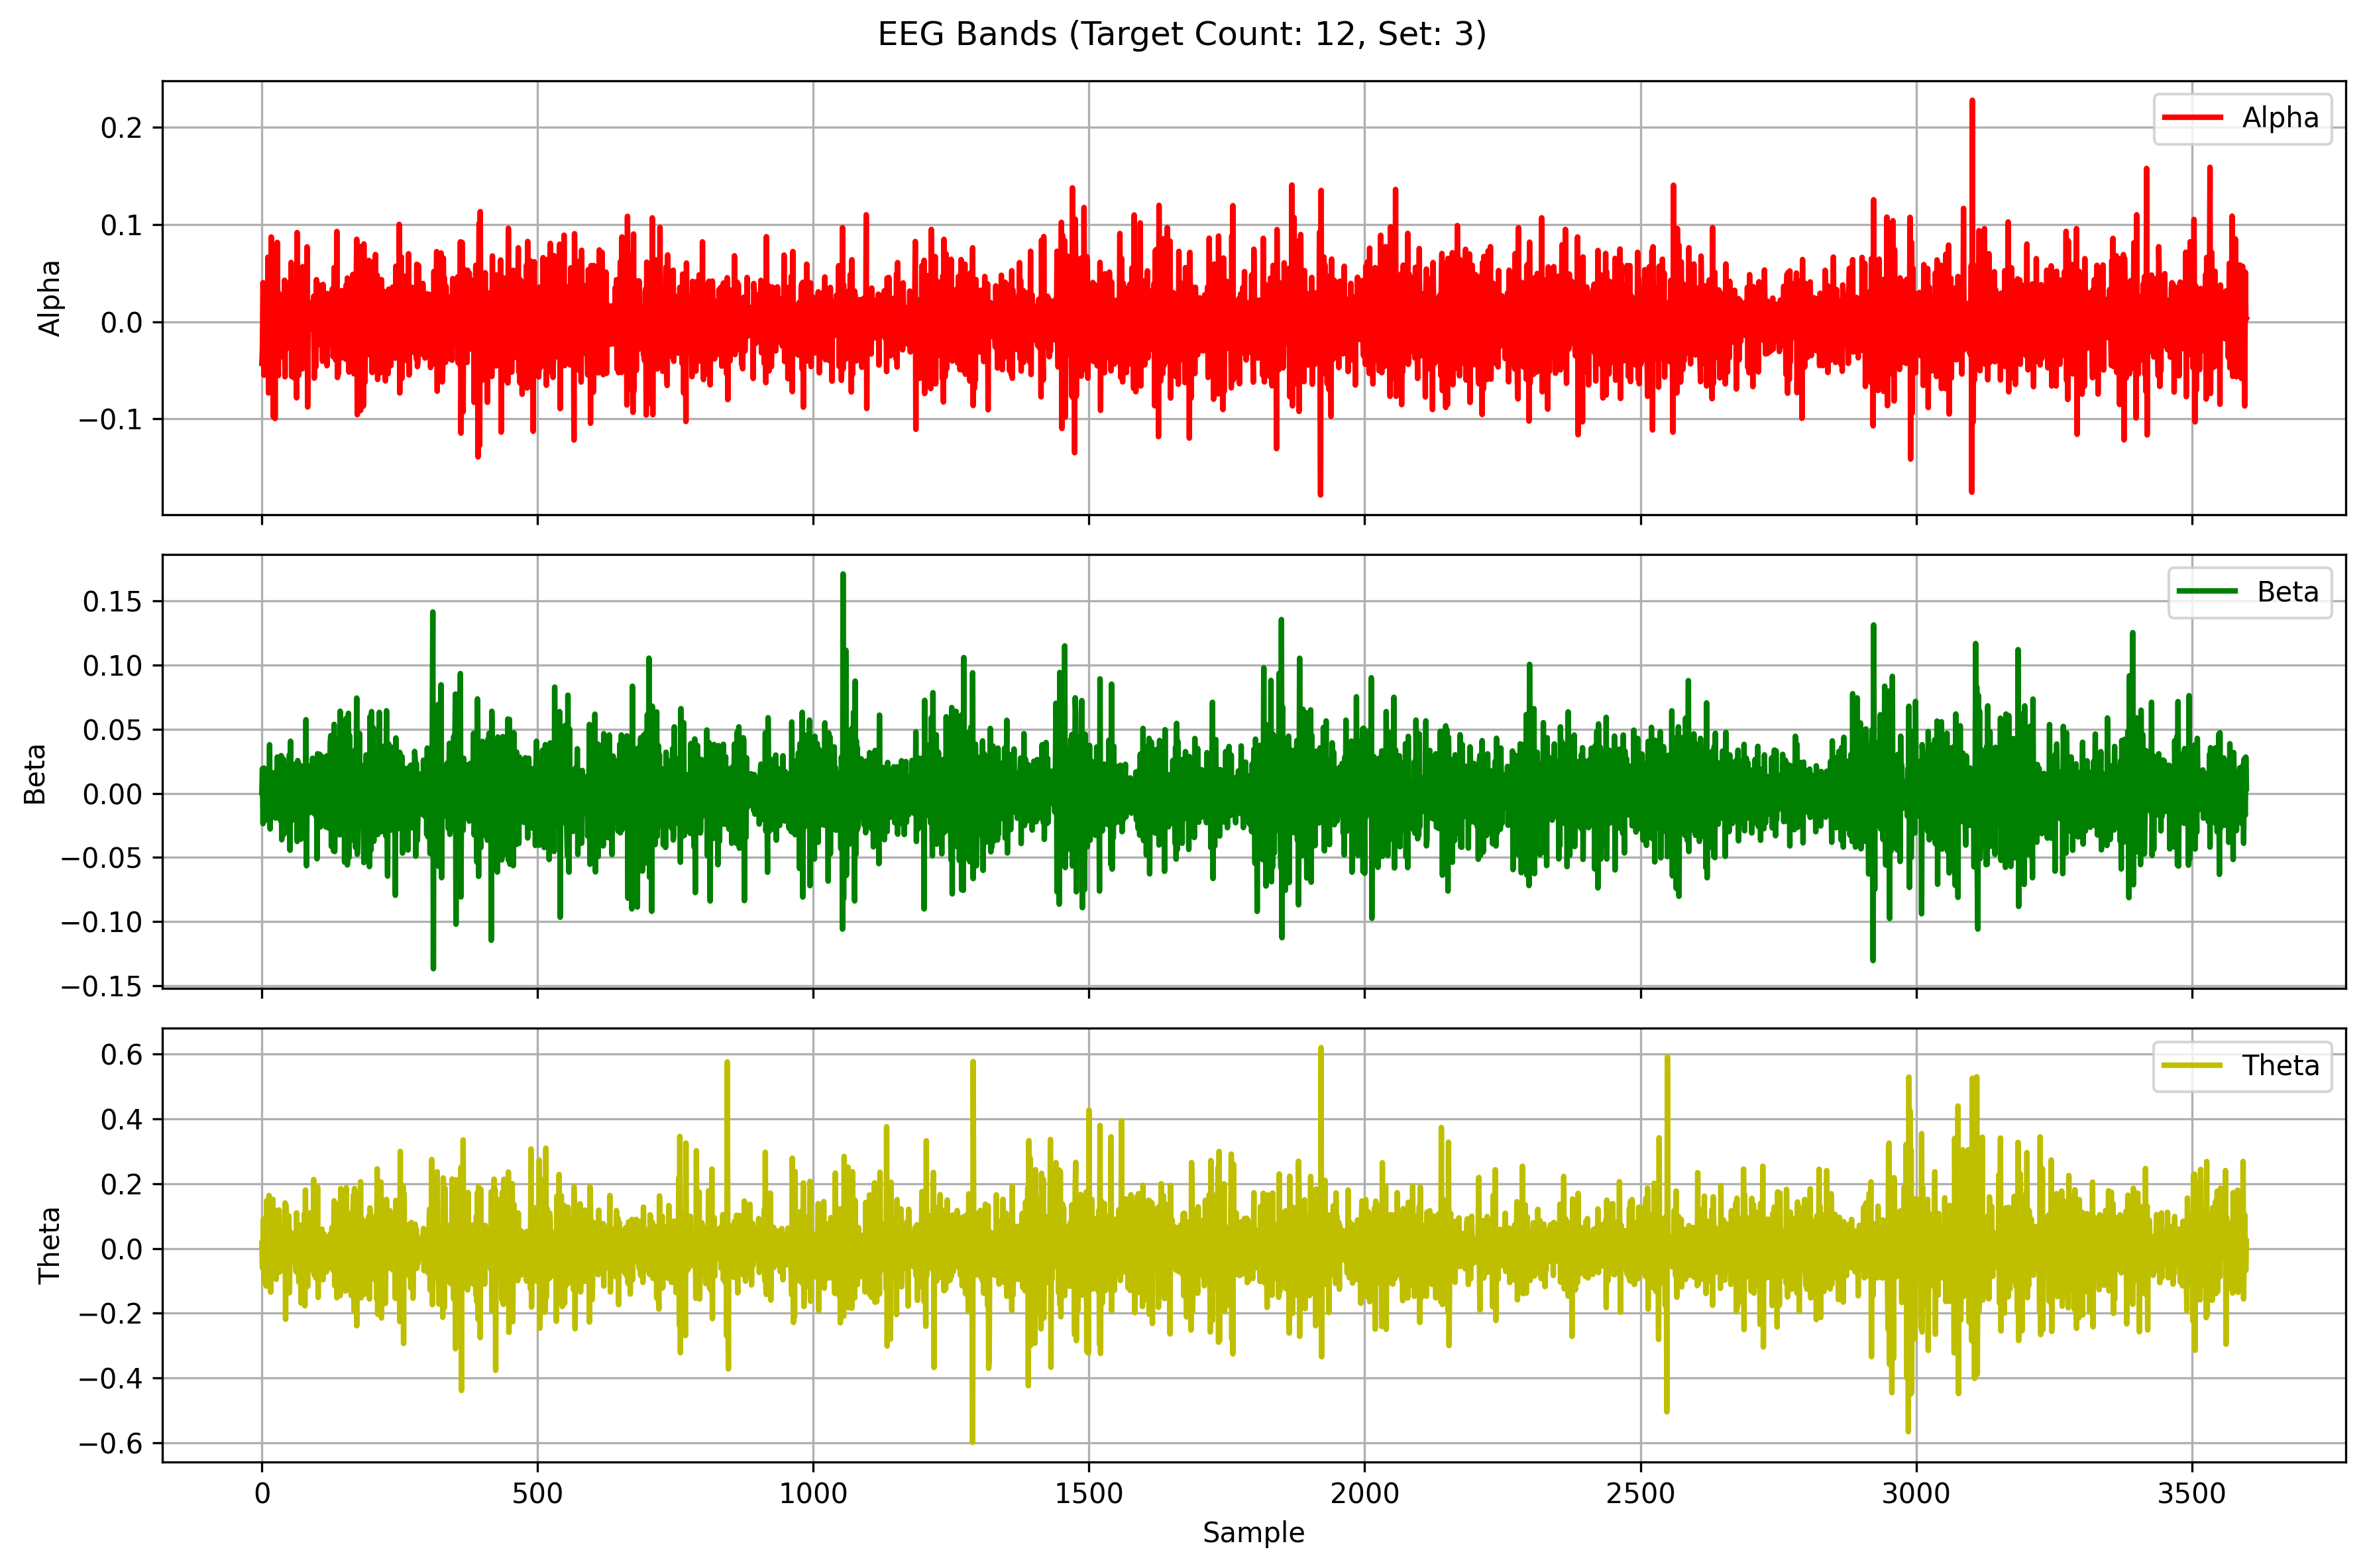 EEG Bands (Target Count: 12, Set: 3)
Alpha
0.2
0.1
0.0
−0.1
Alpha
Beta
0.15
0.10
0.05
0.00
−0.05
−0.10
−0.15
Beta
Theta
0.6
0.4
0.2
0.0
−0.2
−0.4
−0.6
Theta
0 500 1000 1500 2000 2500 3000 3500
Sample